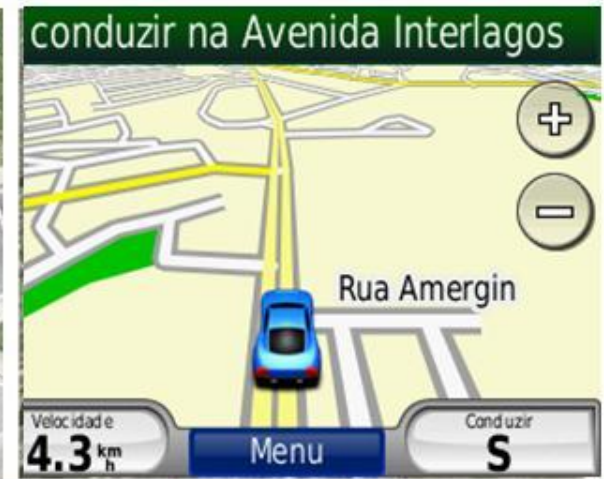 conduzir na Avenida Interlagos
Rua Amergin
Velocidade
4.3 km/h
Menu
Conduzir
S